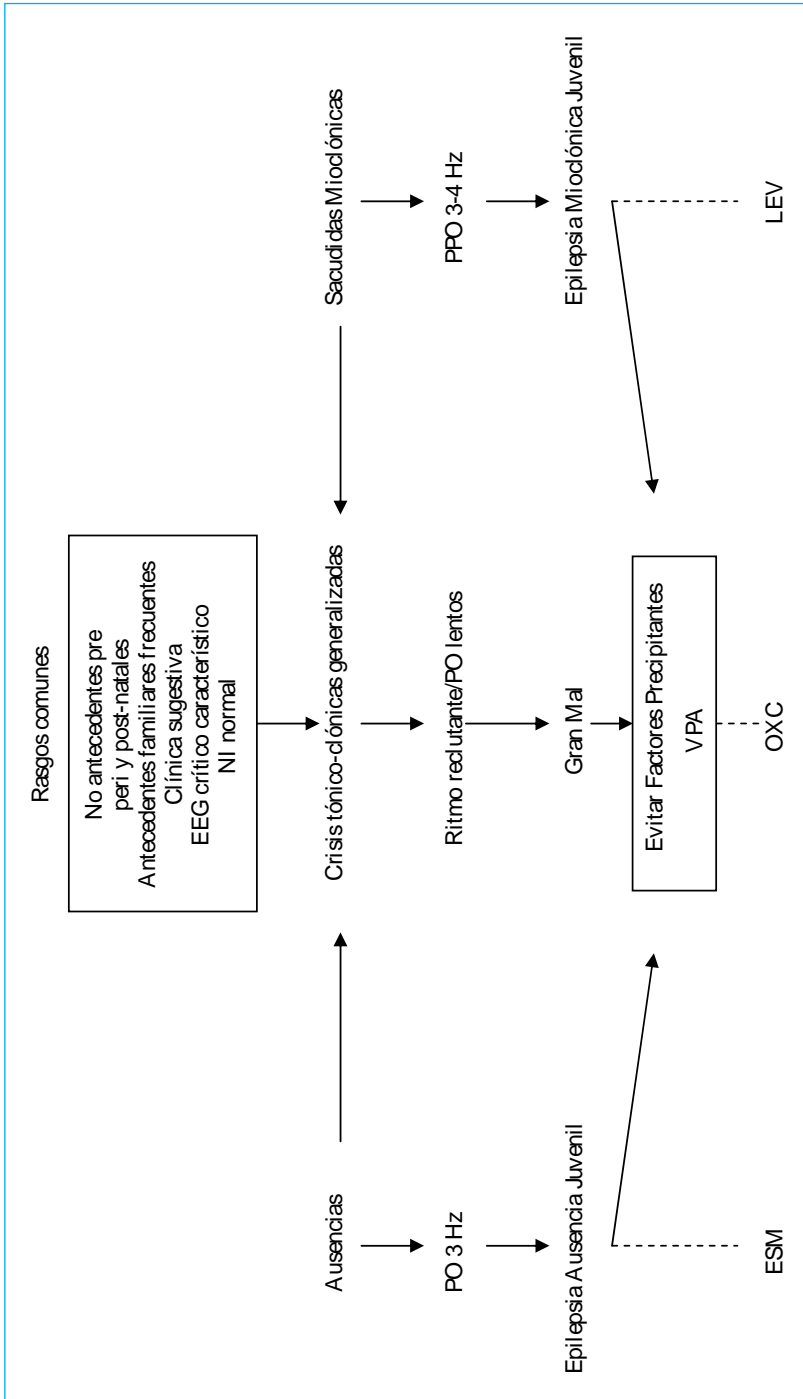 Rasgos comunes
No antecedentes pre
peri y post-natales
Antecedentes familiares frecuentes
Clínica sugestiva
EEG crítico característico
NI normal
Ausencias
Crisis tónico-clónicas generalizadas
Sacudidas Mioclónicas
PO 3 Hz
Ritmo reclutante/PO lentos
PPO 3-4 Hz
Epilepsia Ausencia Juvenil
Gran Mal
Epilepsia Mioclónica Juvenil
Evitar Factores Precipitantes
VPA
ESM
OXC
LEV